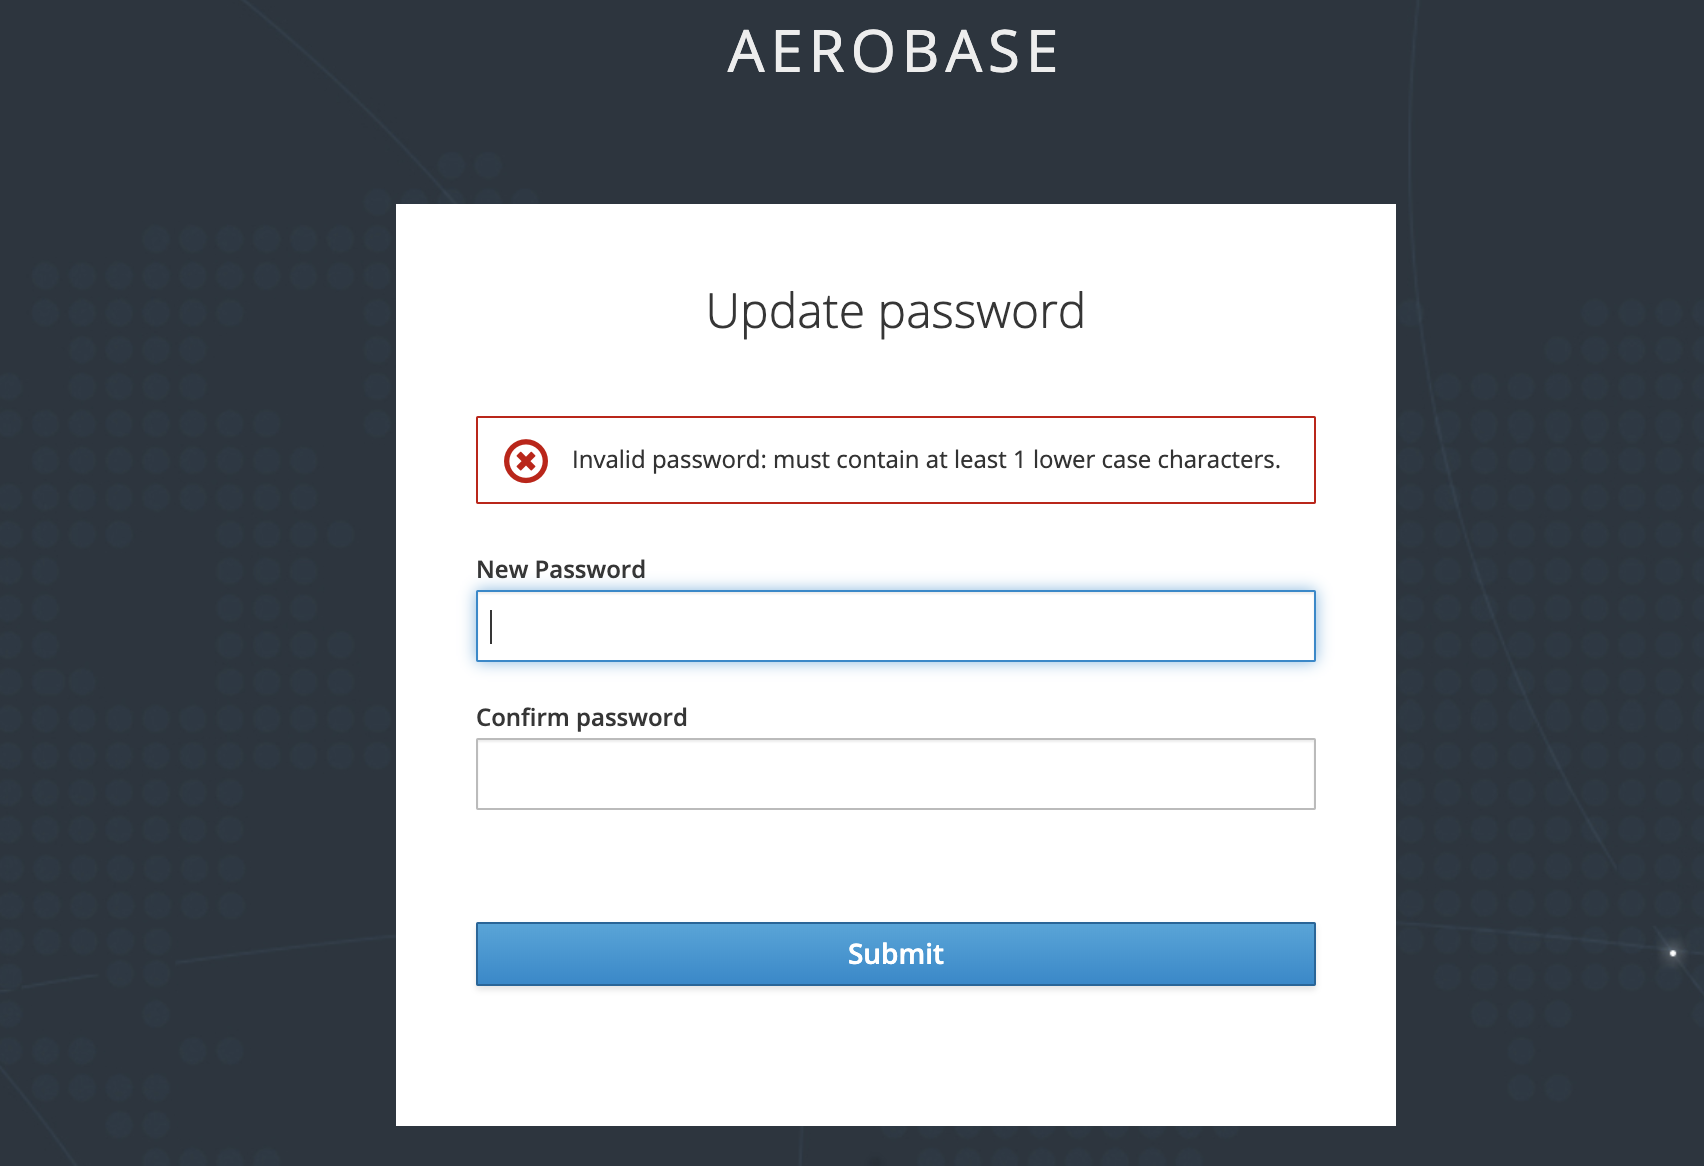 AEROBASE
Update password
Invalid password: must contain at least 1 lower case characters.
New Password
Confirm password
Submit